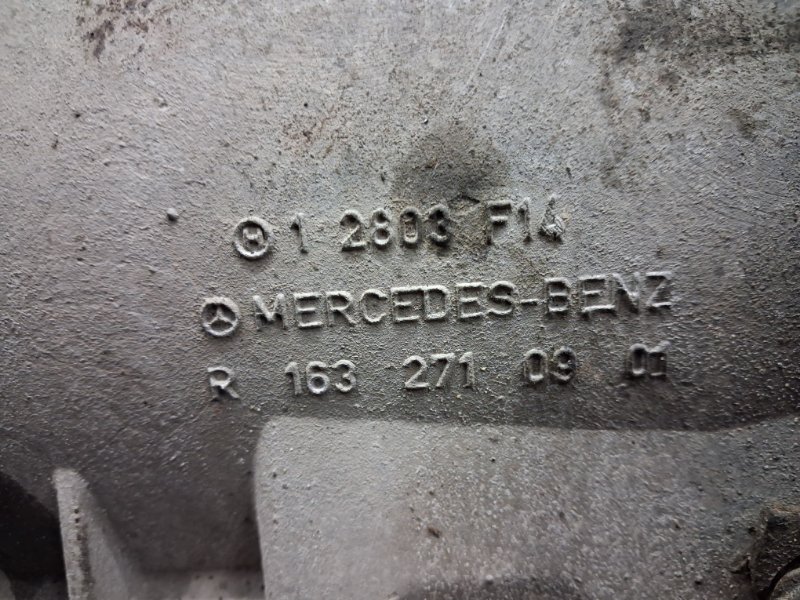 H 1 2803 F14
MERCEDES-BENZ
R 163 271 09 01